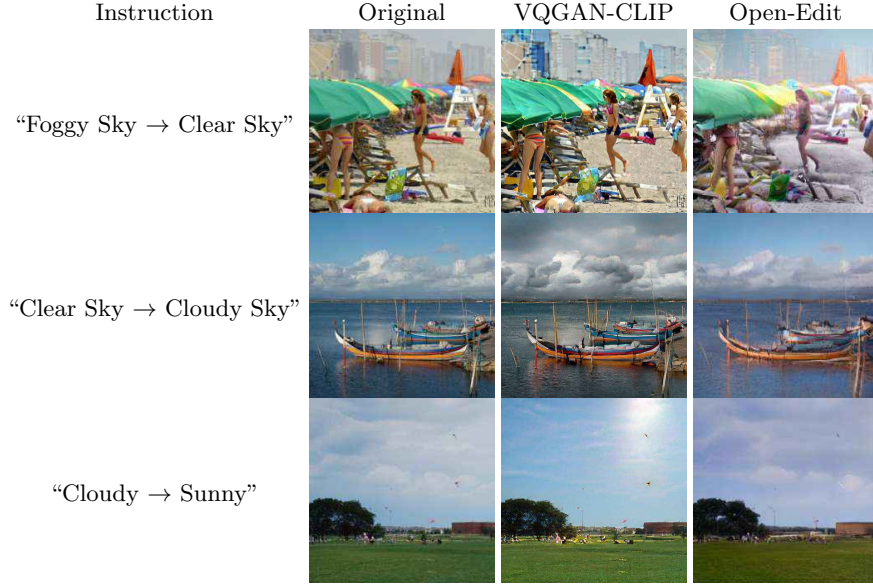 Instruction Original VQGAN-CLIP Open-Edit
“Foggy Sky → Clear Sky”
“Clear Sky → Cloudy Sky”
“Cloudy → Sunny”